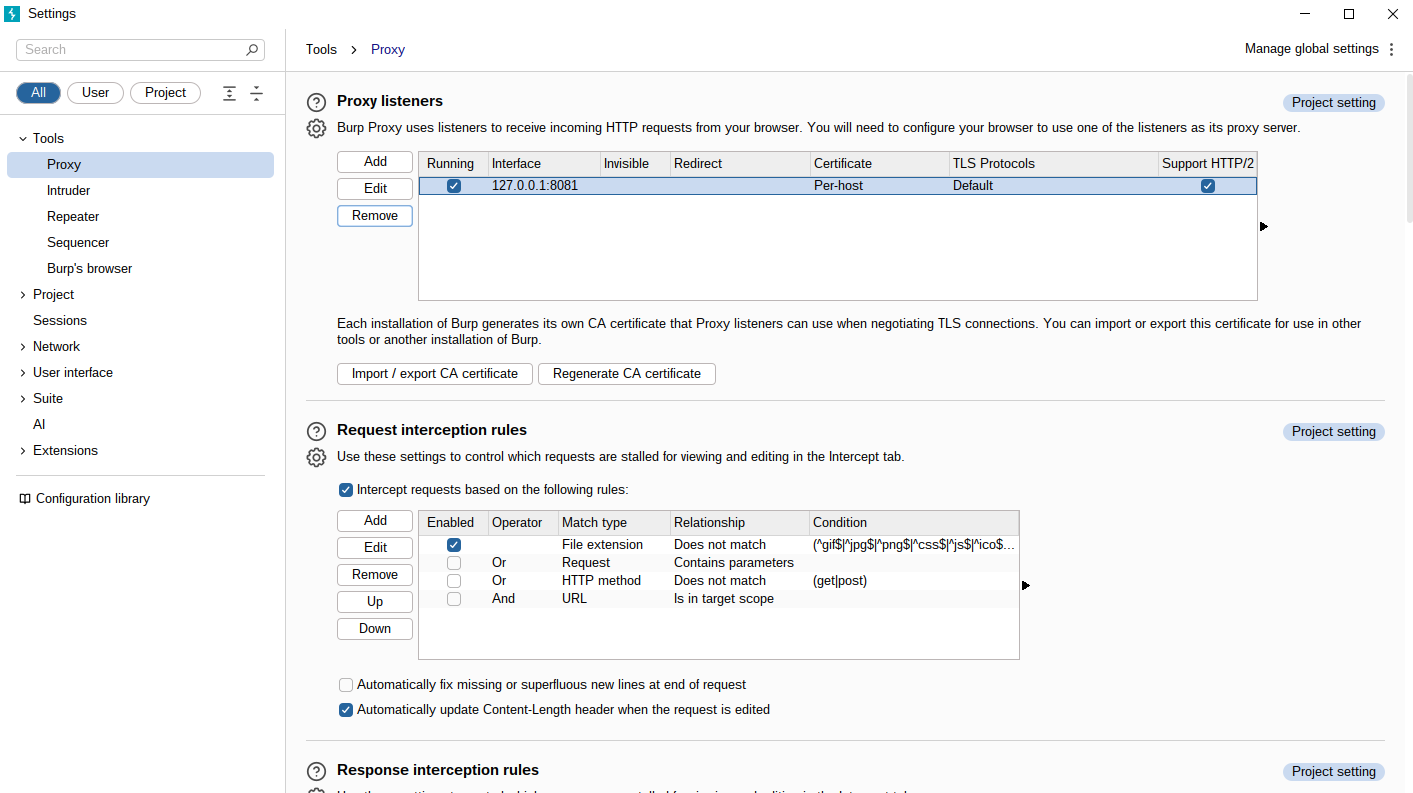 Settings
Search
Tools > Proxy
Manage global settings
All User Project
Tools
Proxy
Intruder
Repeater
Sequencer
Burp's browser
Project
Sessions
Network
User interface
Suite
AI
Extensions
Configuration library
Proxy listeners
Project setting
Burp Proxy uses listeners to receive incoming HTTP requests from your browser. You will need to configure your browser to use one of the listeners as its proxy server.
Add
Edit
Remove
Running Interface Invisible Redirect Certificate TLS Protocols Support HTTP/2
127.0.0.1:8081 Per-host Default
Each installation of Burp generates its own CA certificate that Proxy listeners can use when negotiating TLS connections. You can import or export this certificate for use in other
tools or another installation of Burp.
Import / export CA certificate Regenerate CA certificate
Request interception rules
Project setting
Use these settings to control which requests are stalled for viewing and editing in the Intercept tab.
Intercept requests based on the following rules:
Add
Edit
Remove
Up
Down
Enabled Operator Match type Relationship Condition
File extension Does not match (^gif$|^jpg$|^png$|^css$|^js$|^ico$...
Or Request Contains parameters
Or HTTP method Does not match (get|post)
And URL Is in target scope
Automatically fix missing or superfluous new lines at end of request
Automatically update Content-Length header when the request is edited
Response interception rules
Project setting